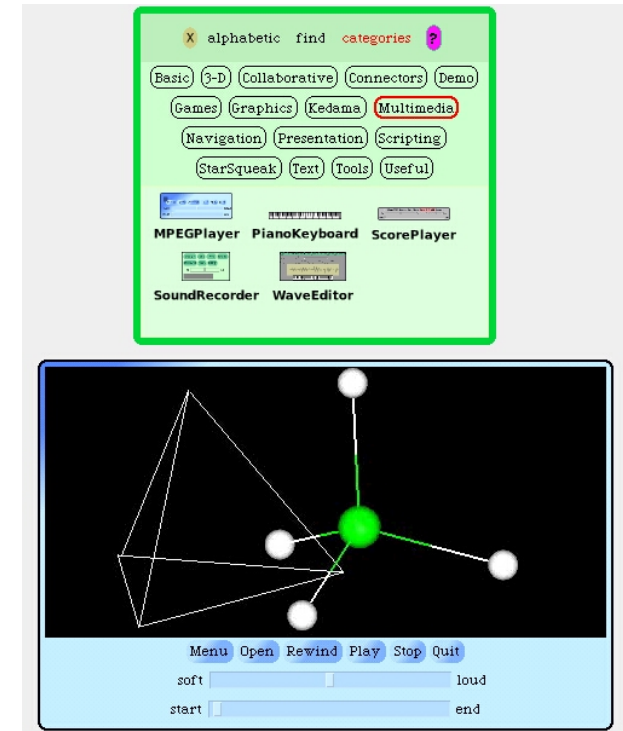 X alphabetic find categories ?
Basic 3-D Collaborative Connectors Demo
Games Graphics Kedama Multimedia
Navigation Presentation Scripting
StarSqueak Text Tools Useful
MPEGPlayer PianoKeyboard ScorePlayer
SoundRecorder WaveEditor
Menu Open Rewind Play Stop Quit
soft loud
start end